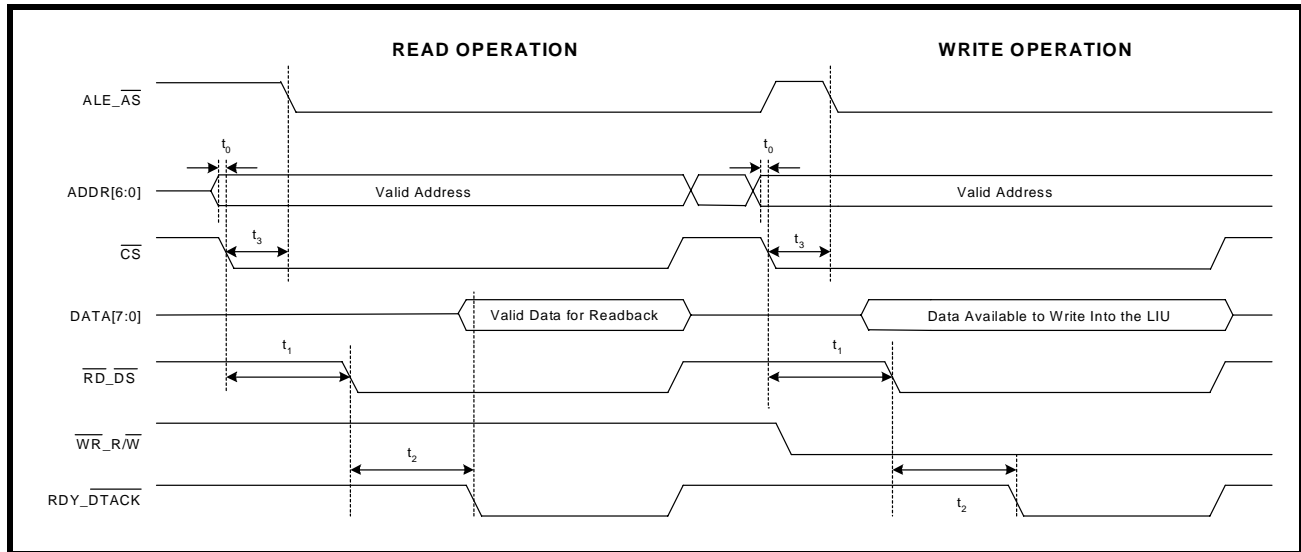 READ OPERATION WRITE OPERATION
ALE_AS
t0 t0
ADDR[6:0] Valid Address Valid Address
t3 t3
CS
DATA[7:0] Valid Data for Readback Data Available to Write Into the LIU
t1 t1
RD_DS
WR_R/W
t2
RDY_DTACK t2